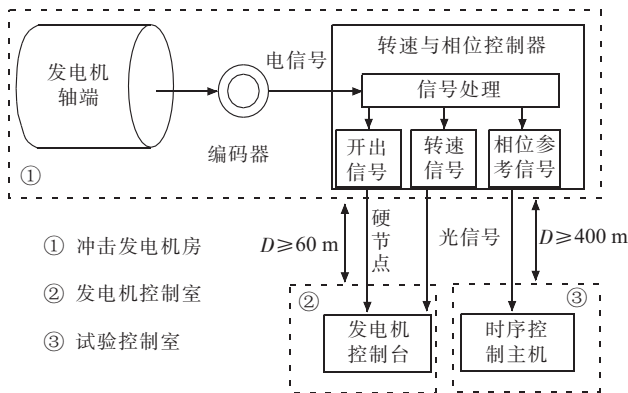 发电机
轴端
编码器
电信号
转速与相位控制器
信号处理
开出
信号
转速
信号
相位参
考信号
①
① 冲击发电机房
② 发电机控制室
③ 试验控制室
D≥60 m
硬
节
点
光信号
D≥400 m
②
发电机
控制台
③
时序控
制主机